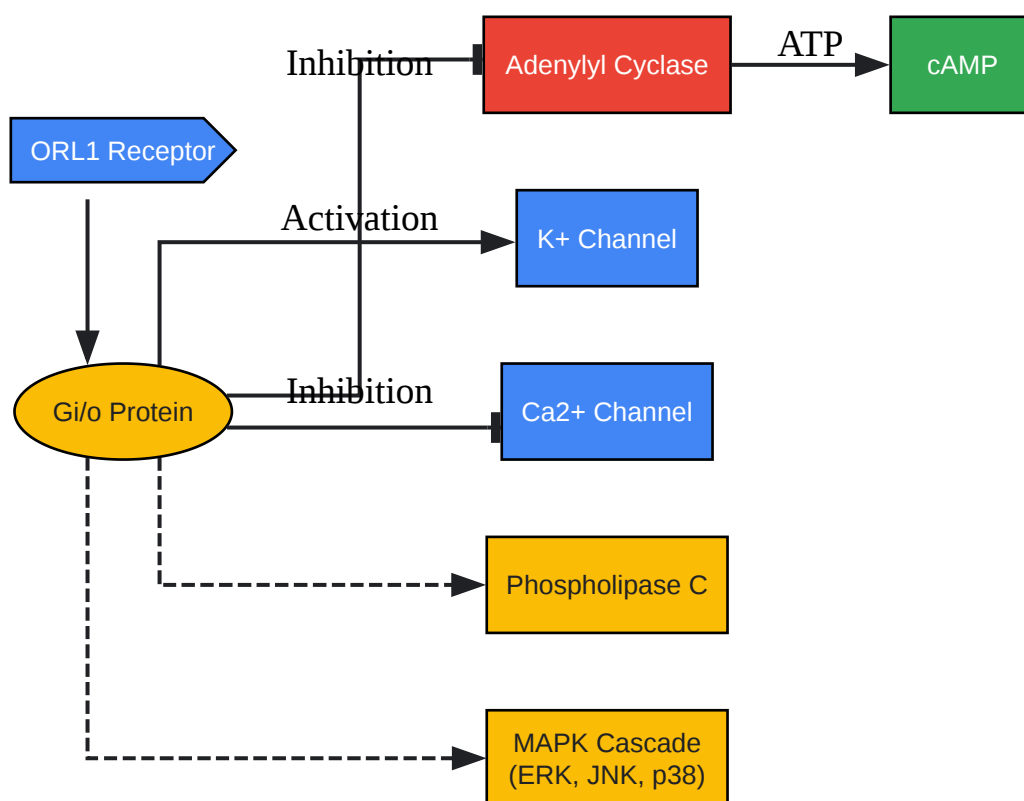 Inhibition
Adenylyl Cyclase
ATP
cAMP
ORL1 Receptor
Activation
K+ Channel
Gi/o Protein
Inhibition
Ca2+ Channel
Phospholipase C
MAPK Cascade
(ERK, JNK, p38)